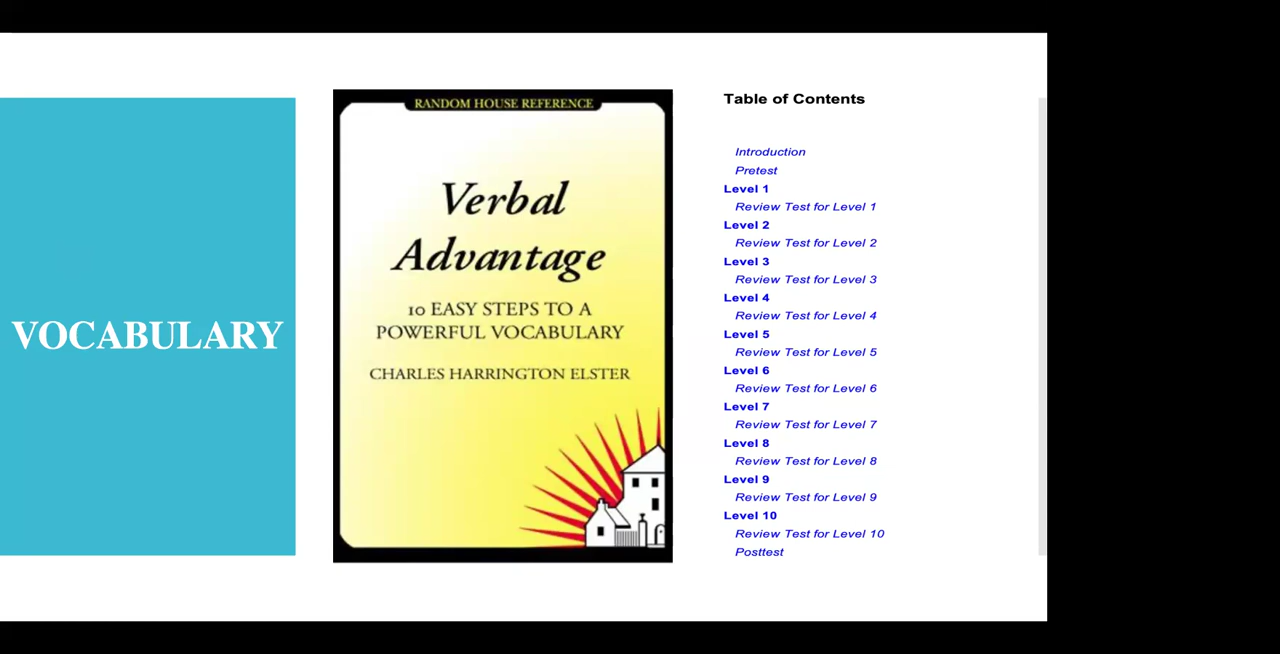 VOCABULARY
RANDOM HOUSE REFERENCE
Verbal
Advantage
10 EASY STEPS TO A
POWERFUL VOCABULARY
CHARLES HARRINGTON ELSTER
Table of Contents
Introduction
Pretest
Level 1
Review Test for Level 1
Level 2
Review Test for Level 2
Level 3
Review Test for Level 3
Level 4
Review Test for Level 4
Level 5
Review Test for Level 5
Level 6
Review Test for Level 6
Level 7
Review Test for Level 7
Level 8
Review Test for Level 8
Level 9
Review Test for Level 9
Level 10
Review Test for Level 10
Posttest